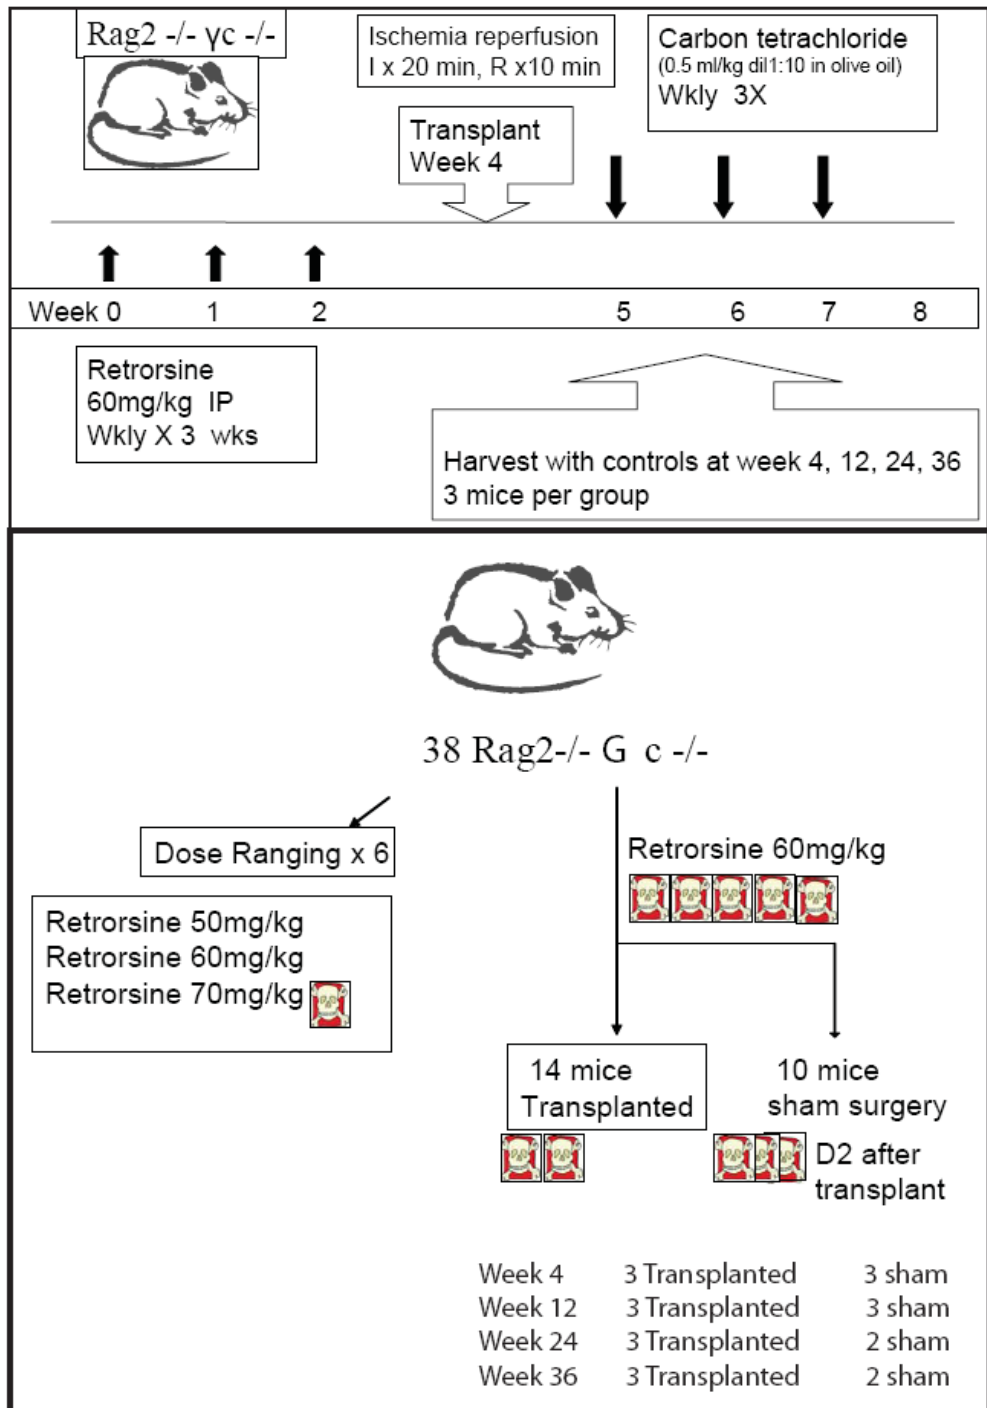 Rag2 -/- γc -/-
Ischemia reperfusion
I x 20 min, R x10 min
Carbon tetrachloride
(0.5 ml/kg dil1:10 in olive oil)
Wkly 3X
Transplant
Week 4
Week 0 1 2 5 6 7 8
Retrorsine
60mg/kg IP
Wkly X 3 wks
Harvest with controls at week 4, 12, 24, 36
3 mice per group
38 Rag2-/- G c -/-
Dose Ranging x 6
Retrorsine 50mg/kg
Retrorsine 60mg/kg
Retrorsine 70mg/kg
Retrorsine 60mg/kg
14 mice
Transplanted
10 mice
sham surgery
D2 after
transplant
Week 4 3 Transplanted 3 sham
Week 12 3 Transplanted 3 sham
Week 24 3 Transplanted 2 sham
Week 36 3 Transplanted 2 sham